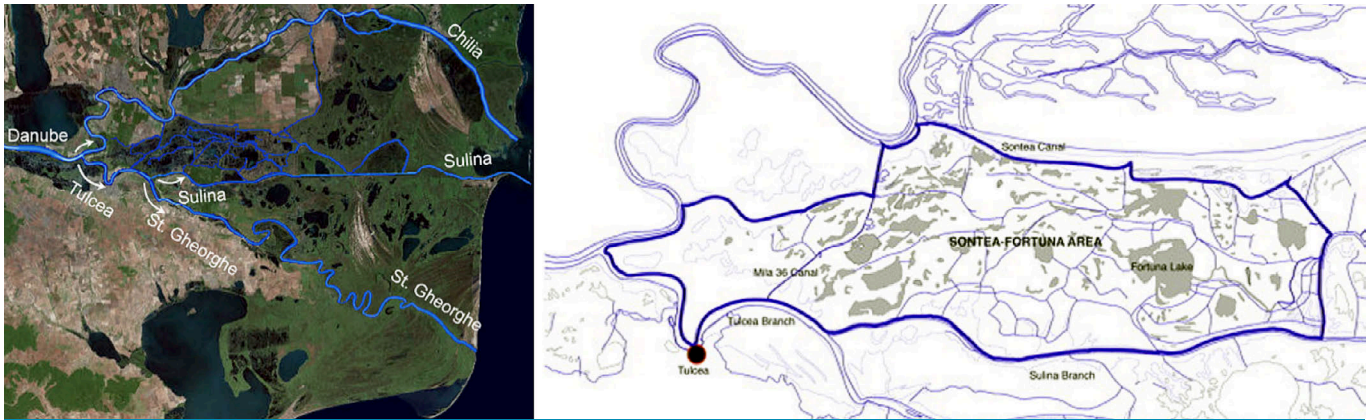 Chilia
Danube
Sulina
Tulcea
Sulina
St. Gheorghe
St. Gheorghe
Sontea Canal
SONTEA-FORTUNA AREA
Mila 36 Canal
Fortuna Lake
Tulcea Branch
Tulcea
Sulina Branch